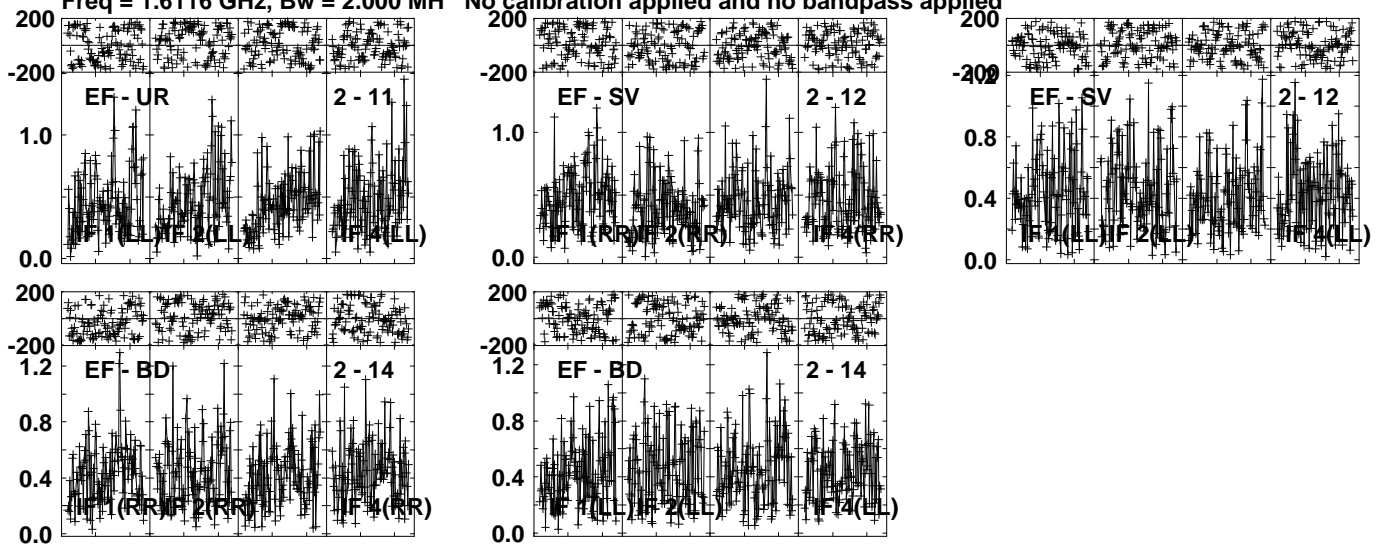 Freq = 1.6116 GHz, Bw = 2.000 MH No calibration applied and no bandpass applied
200
-200
EF - UR 2 - 11
1.0
0.0
IF 1(LL) IF 2(LL) IF 4(LL)
200
-200
EF - SV 2 - 12
1.0
0.0
IF 1(RR) IF 2(RR) IF 4(RR)
-200
1.2
EF - SV 2 - 12
0.8
0.4
0.0
IF 1(LL) IF 2(LL) IF 4(LL)
200
-200
1.2
EF - BD 2 - 14
0.8
0.4
0.0
IF 1(RR) IF 2(RR) IF 4(RR)
200
-200
1.2
EF - BD 2 - 14
0.8
0.4
0.0
IF 1(LL) IF 2(LL) IF 4(LL)